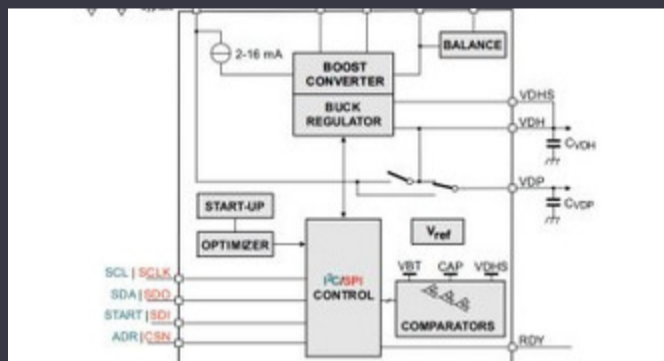 2-16 mA
BALANCE
BOOST
CONVERTER
BUCK
REGULATOR
VDHS
VDH
CVDH
VDP
CVDP
START-UP
OPTIMIZER
Vref
SCL | SCLK
SDA | SDO
START | SDI
ADR | CSN
I²C/SPI
CONTROL
VBT CAP VDHS
COMPARATORS
RDY